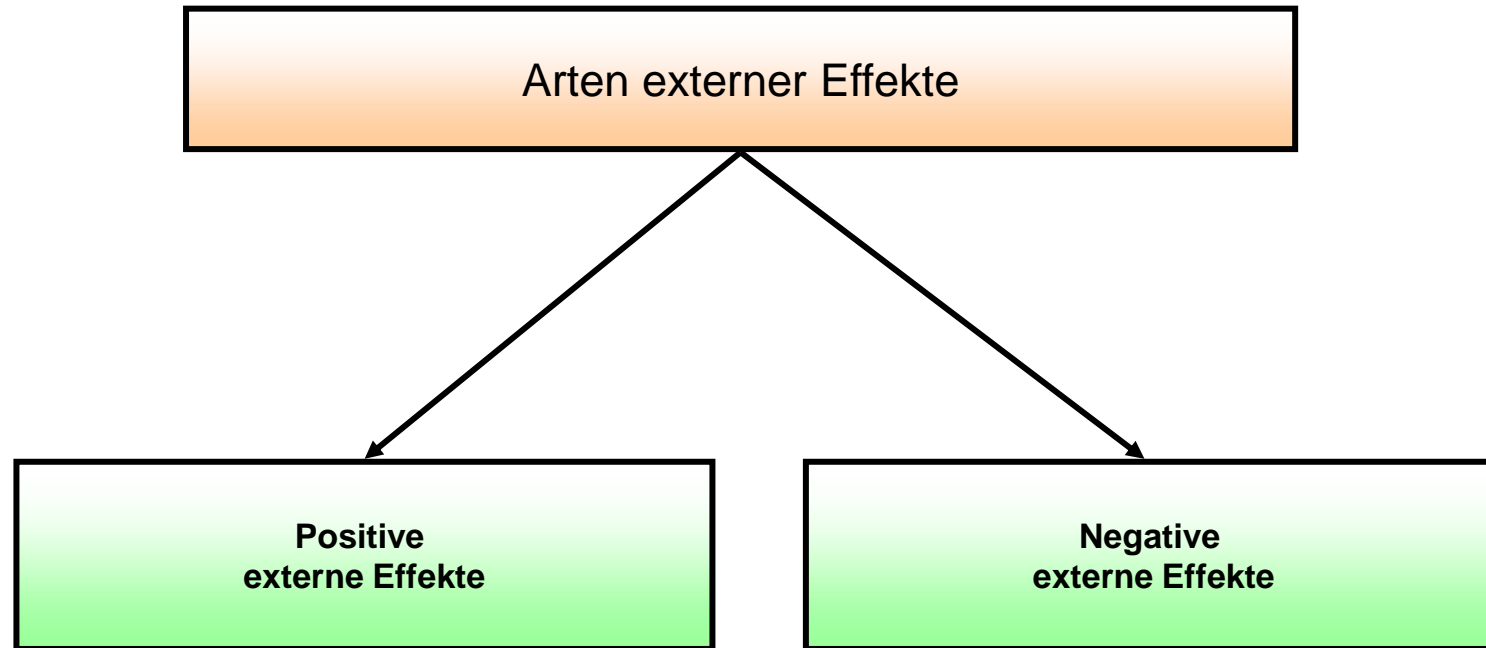 Arten externer Effekte
Positive
externe Effekte
Negative
externe Effekte